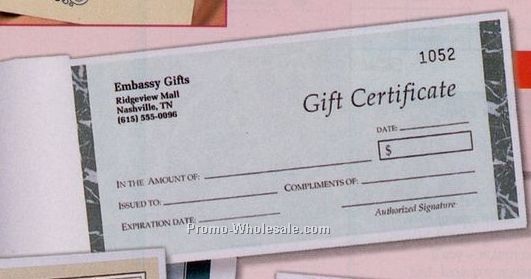 1052
Embassy Gifts
Ridgeview Mall
Nashville, TN
(615) 555-0096
Gift Certificate
DATE:
$
IN THE AMOUNT OF:
ISSUED TO:
COMPLIMENTS OF:
EXPIRATION DATE:
Authorized Signature
Promo-Wholesale.com